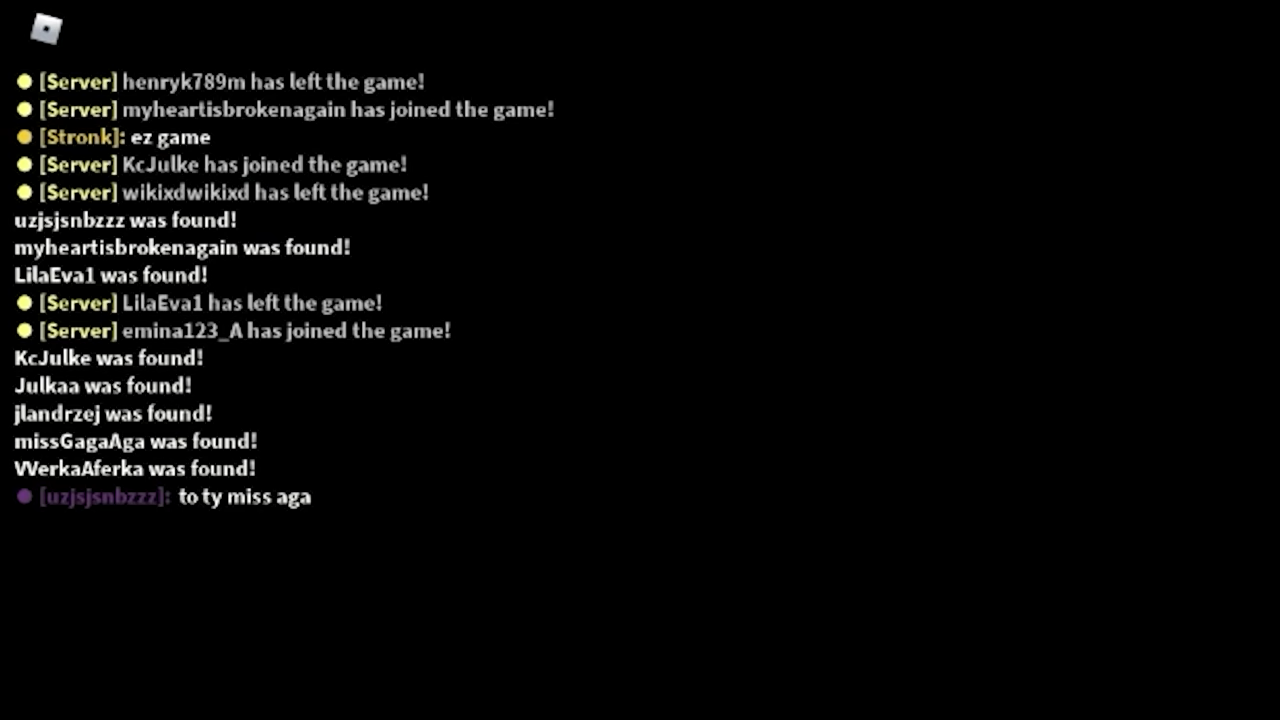 [Server] henryk789m has left the game!
[Server] myheartisbrokenagain has joined the game!
[Stronk]: ez game
[Server] KcJulke has joined the game!
[Server] wikixdwikixd has left the game!
uzjsjsnbzzz was found!
myheartisbrokenagain was found!
LilaEva1 was found!
[Server] LilaEva1 has left the game!
[Server] emina123_A has joined the game!
KcJulke was found!
Julkaa was found!
jlandrzej was found!
missGagaAga was found!
VVerkaAferka was found!
[uzjsjsnbzzz]: to ty miss aga